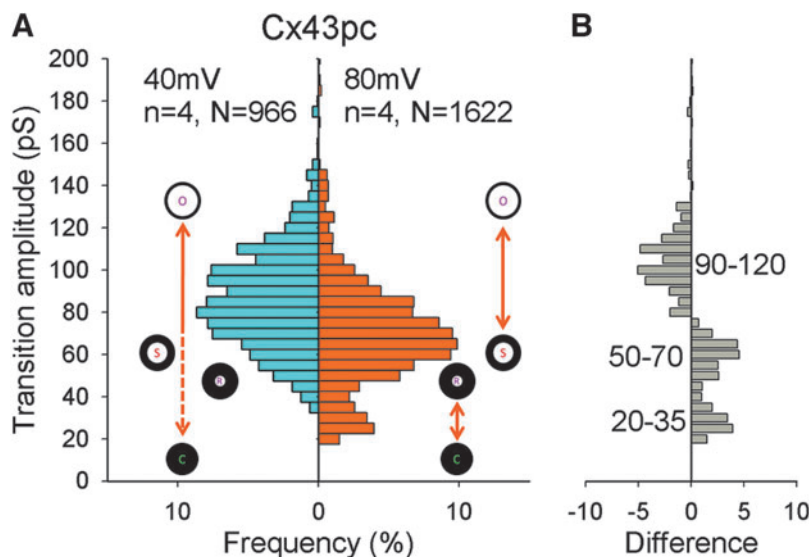 A
Cx43pc
B
Transition amplitude (pS)
200
180
160
140
120
100
80
60
40
20
0
40mV
n=4, N=966
80mV
n=4, N=1622
O
S
R
C
O
S
R
C
10
0
10
Frequency (%)
90-120
50-70
20-35
-10
-5
0
5
10
Difference